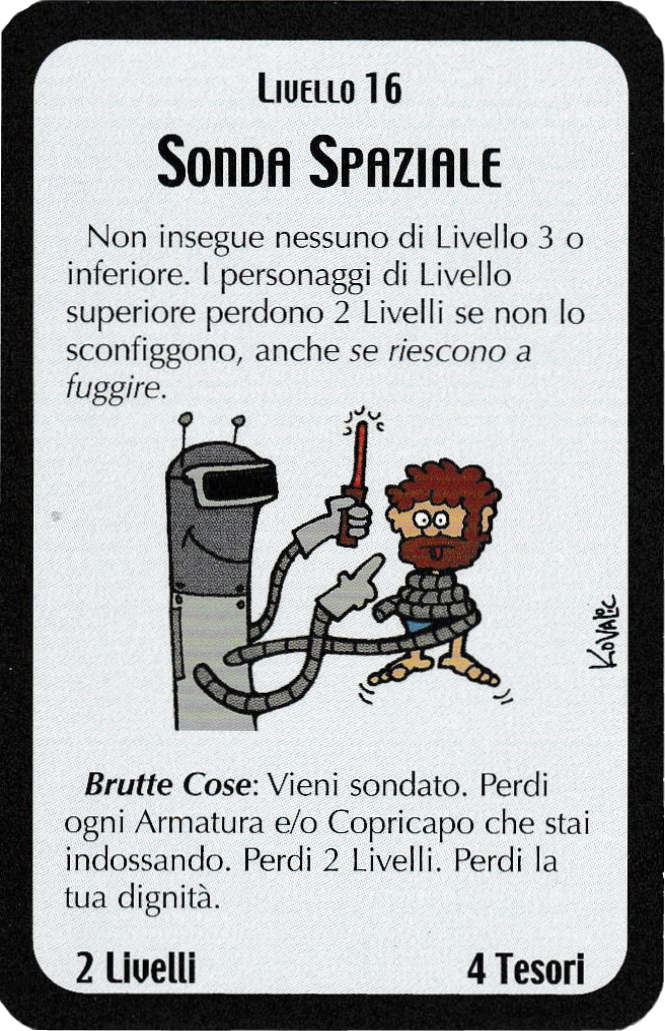 Livello 16
Sonda Spaziale
Non insegue nessuno di Livello 3 o
inferiore. I personaggi di Livello
superiore perdono 2 Livelli se non lo
sconfiggono, anche se riescono a
fuggire.
Kovalic
Brutte Cose: Vieni sondato. Perdi
ogni Armatura e/o Copricapo che stai
indossando. Perdi 2 Livelli. Perdi la
tua dignità.
2 Livelli
4 Tesori